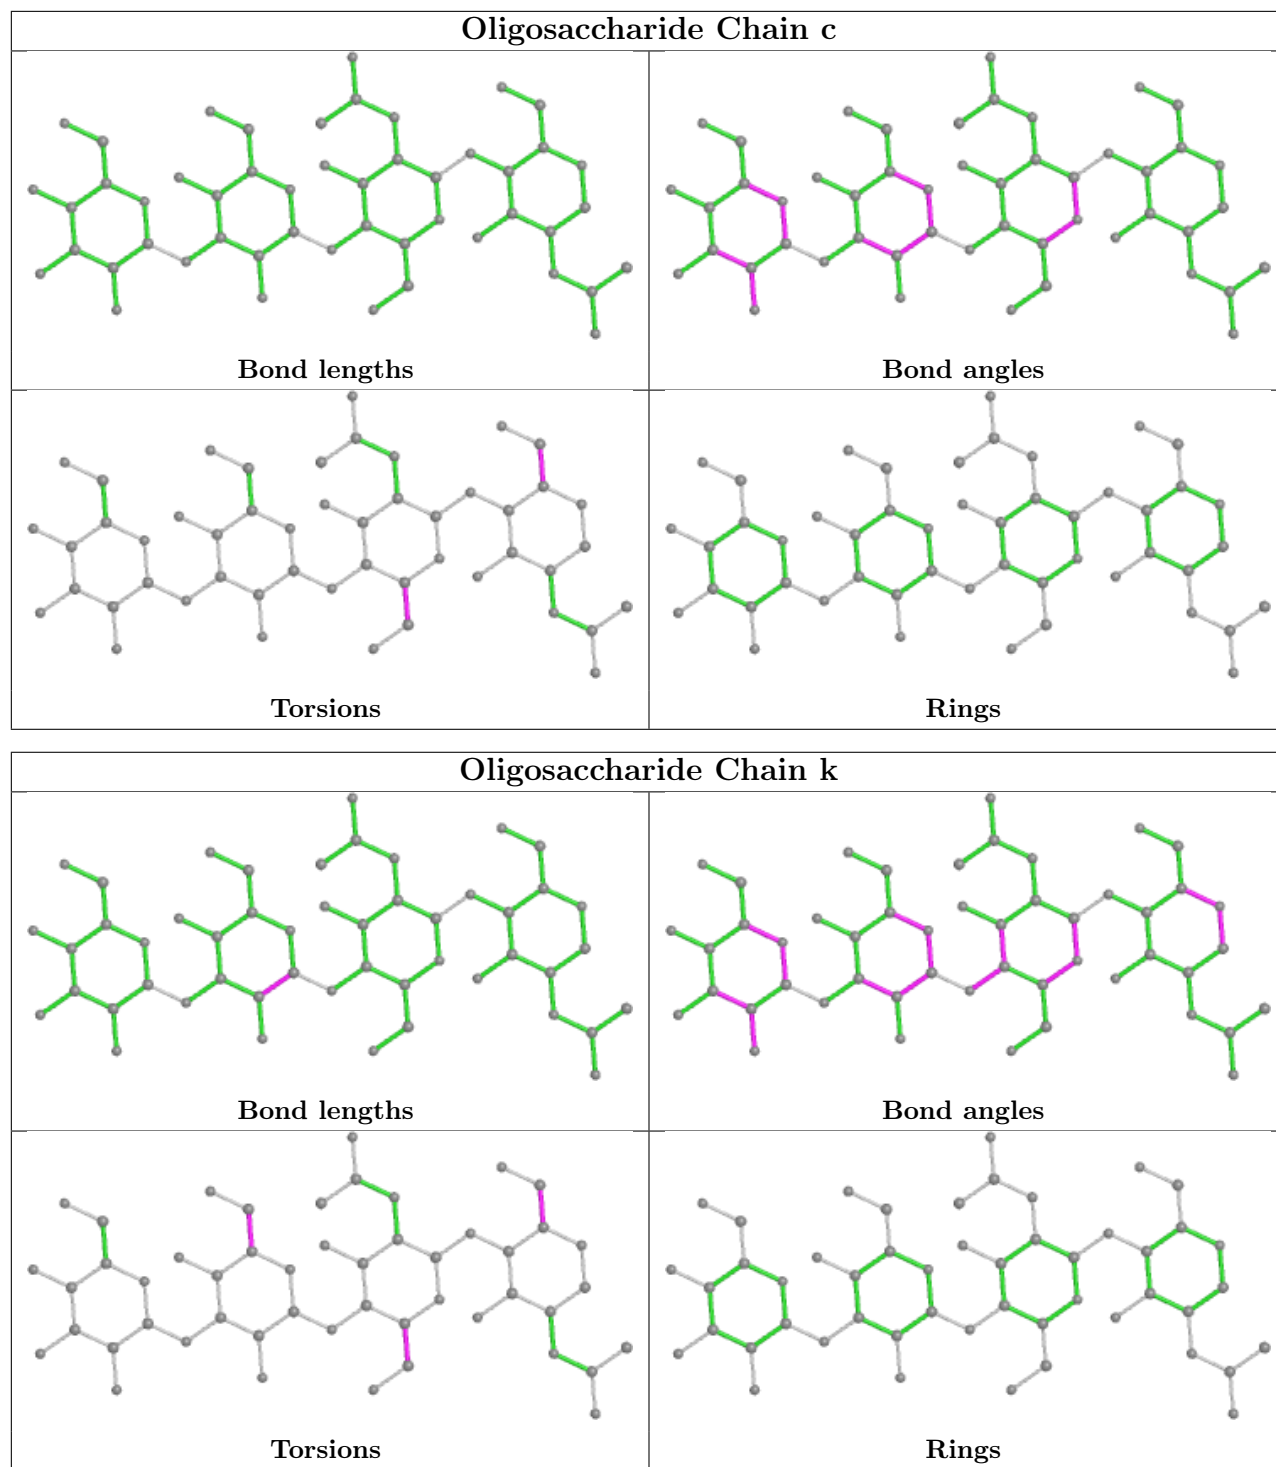 Oligosaccharide Chain c
Bond lengths
Bond angles
Torsions
Rings
Oligosaccharide Chain k
Bond lengths
Bond angles
Torsions
Rings